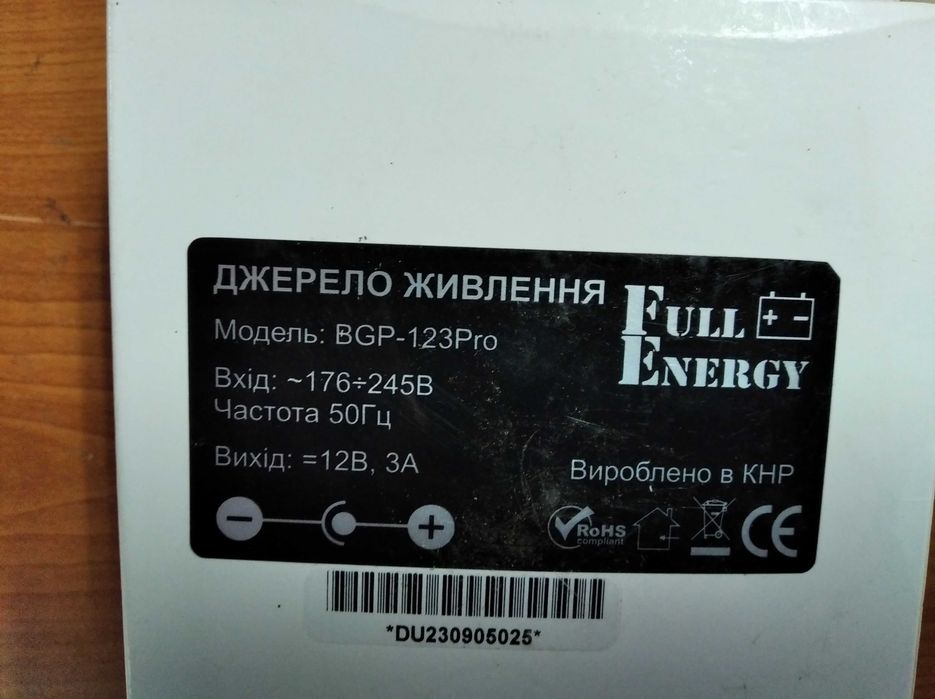 ДЖЕРЕЛО ЖИВЛЕННЯ
FULL ENERGY
Модель: BGP-123Pro
Вхід: ~176÷245В
Частота 50Гц
Вихід: =12В, 3А
Вироблено в КНР
RoHS
compliant
CE
*DU230905025*